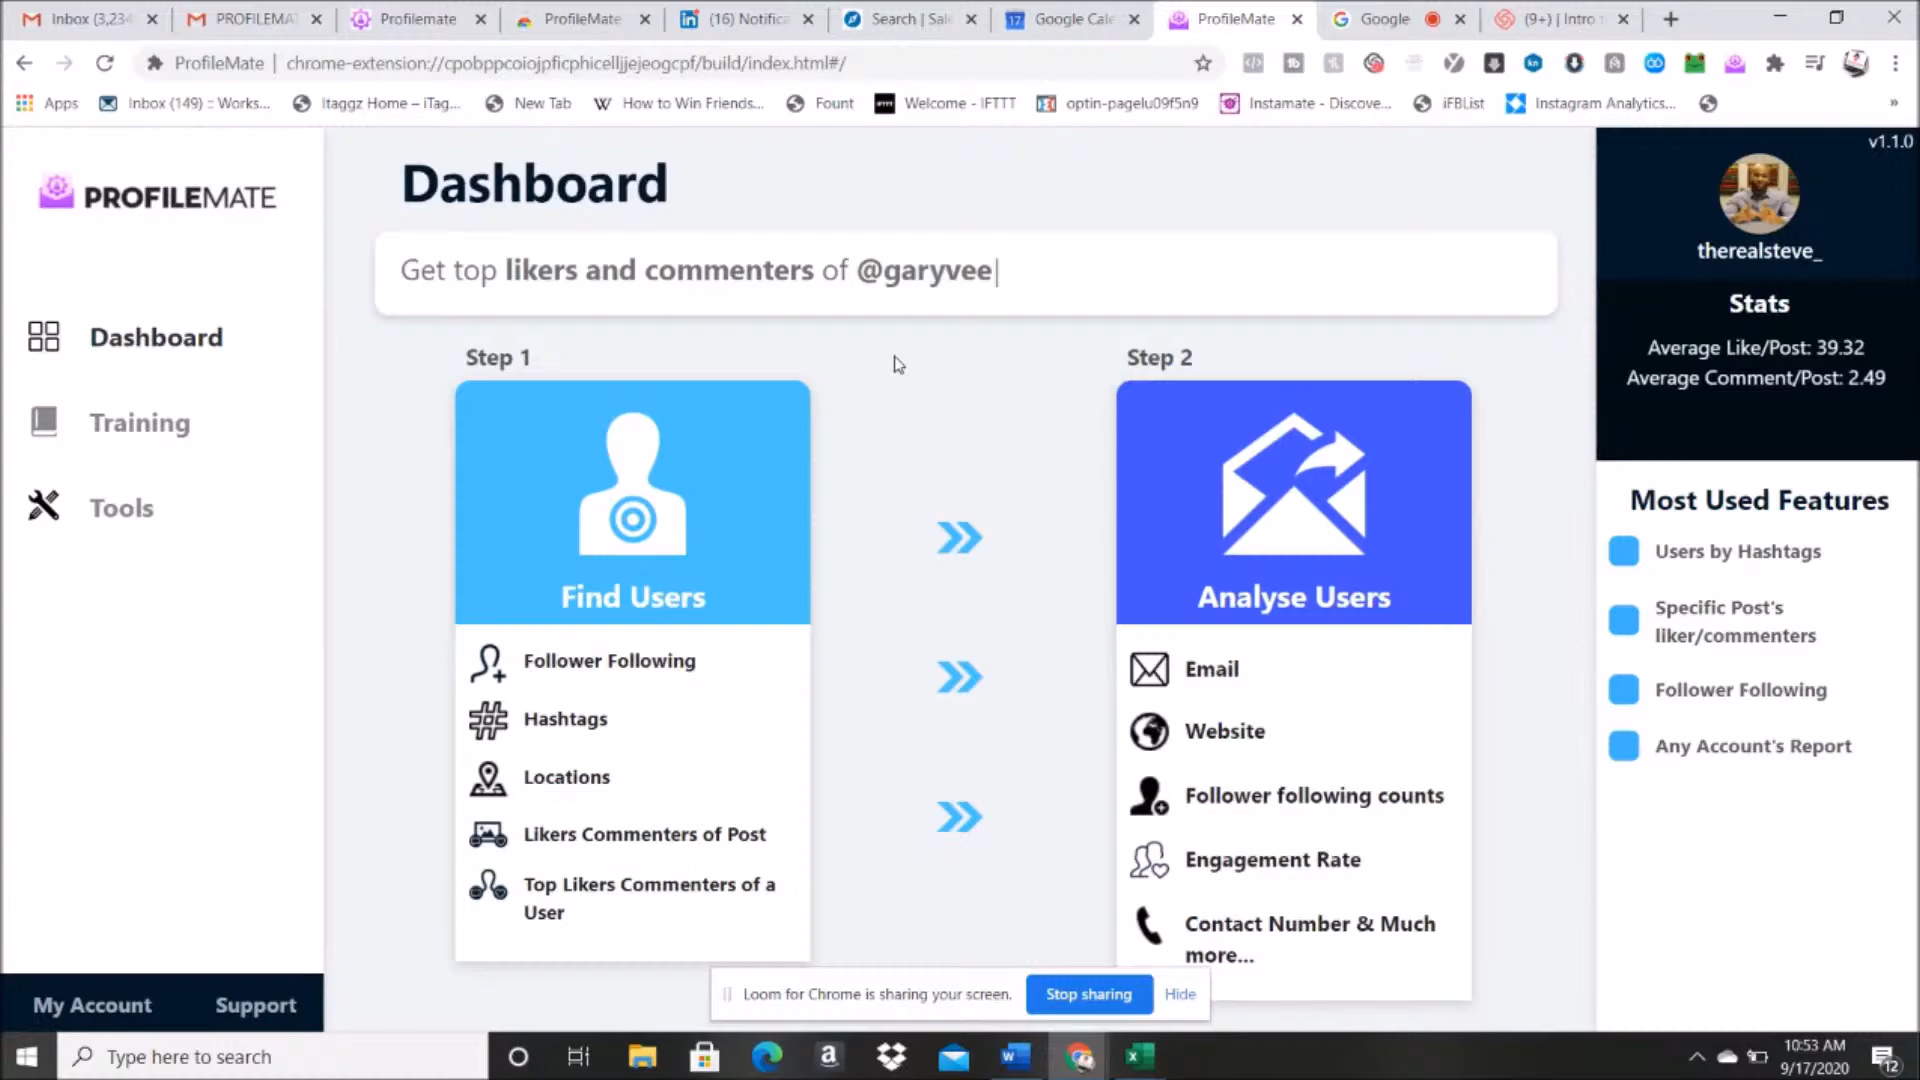 Inbox (3,234
PROFILEMA
Profilemate
ProfileMate
(16) Notifica
Search | Sal
Google Cale
ProfileMate
Google
(9+) | Intro
ProfileMate | chrome-extension://cpobppcoiojpficphicelljjejeogcpf/build/index.html#/
Apps
Inbox (149) :: Works...
Itaggz Home – iTag...
New Tab
How to Win Friends...
Fount
Welcome - IFTTT
optin-pagelu09f5n9
Instamate - Discove...
iFBList
Instagram Analytics...
»
PROFILEMATE
Dashboard
Training
Tools
My Account
Support
Dashboard
Get top likers and commenters of @garyvee|
Step 1
Find Users
Follower Following
Hashtags
Locations
Likers Commenters of Post
Top Likers Commenters of a
User
Step 2
Analyse Users
Email
Website
Follower following counts
Engagement Rate
Contact Number & Much
more...
v1.1.0
therealsteve_
Stats
Average Like/Post: 39.32
Average Comment/Post: 2.49
Most Used Features
Users by Hashtags
Specific Post's
liker/commenters
Follower Following
Any Account's Report
Loom for Chrome is sharing your screen.
Stop sharing
Hide
Type here to search
10:53 AM
9/17/2020
12